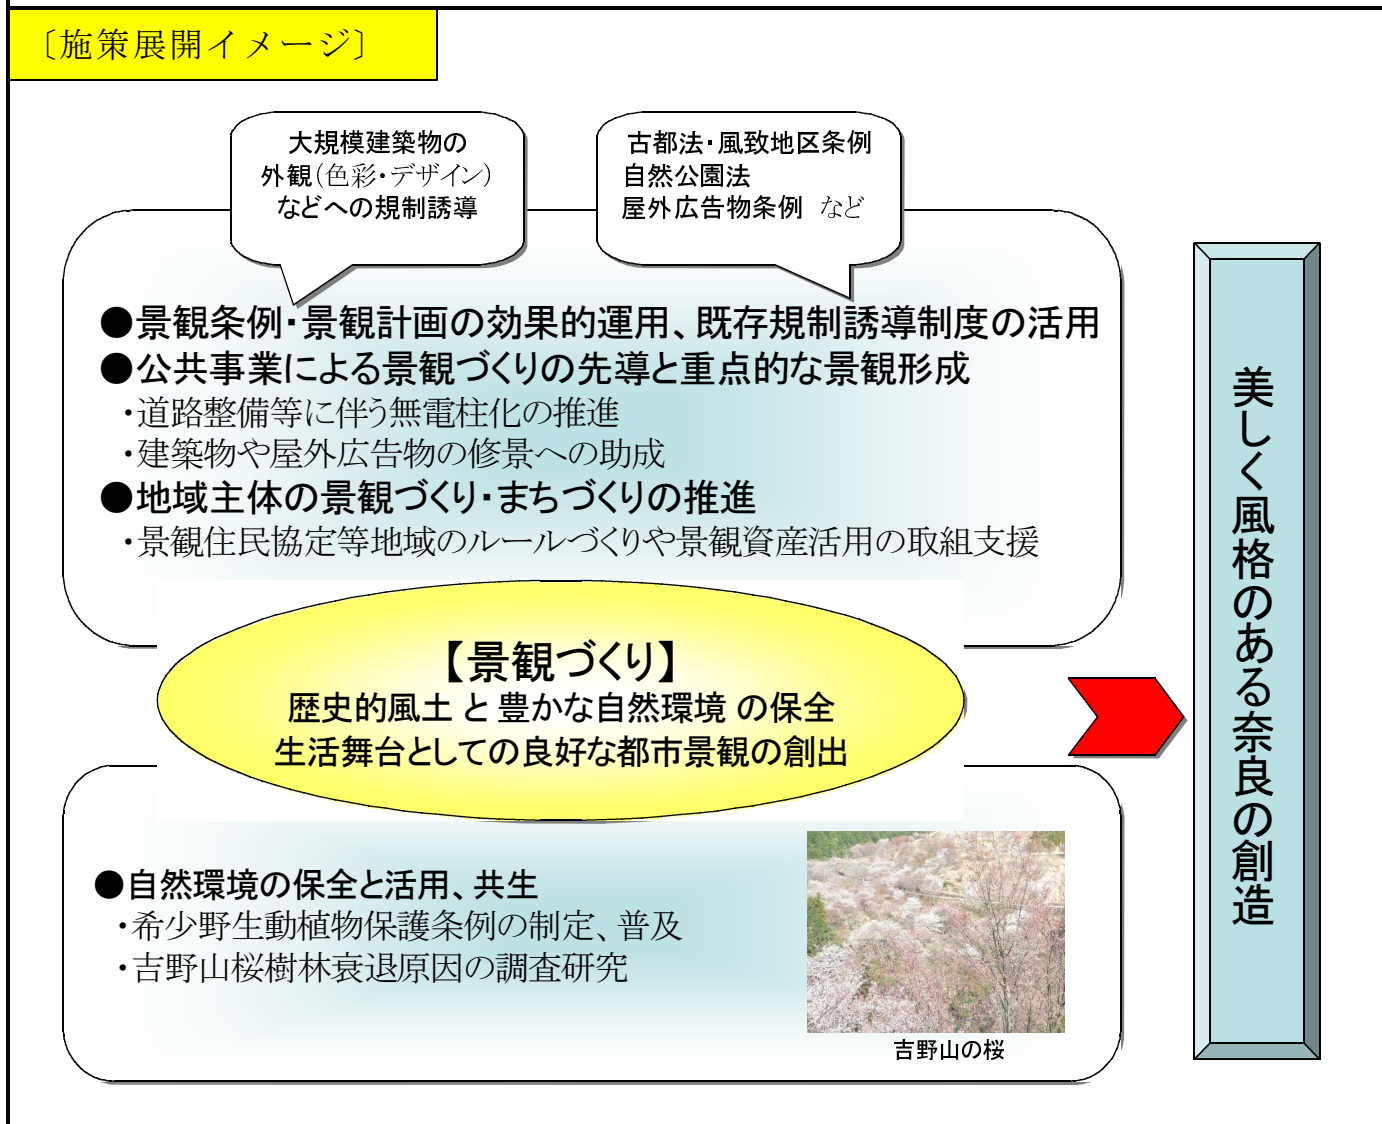 〔施策展開イメージ〕
大規模建築物の
外観(色彩・デザイン)
などへの規制誘導
古都法・風致地区条例
自然公園法
屋外広告物条例 など
●景観条例・景観計画の効果的運用、既存規制誘導制度の活用
●公共事業による景観づくりの先導と重点的な景観形成
・道路整備等に伴う無電柱化の推進
・建築物や屋外広告物の修景への助成
●地域主体の景観づくり・まちづくりの推進
・景観住民協定等地域のルールづくりや景観資産活用の取組支援
【景観づくり】
歴史的風土 と 豊かな自然環境 の保全
生活舞台としての良好な都市景観の創出
●自然環境の保全と活用、共生
・希少野生動植物保護条例の制定、普及
・吉野山桜樹林衰退原因の調査研究
吉野山の桜
美しく風格のある奈良の創造